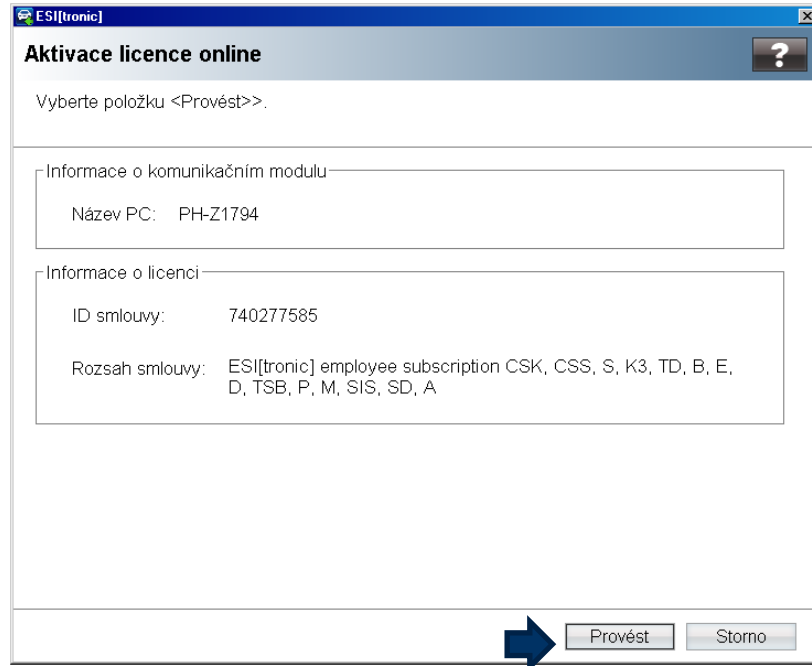 ESI[tronic]
Aktivace licence online
?
Vyberte položku <Provést>>.
Informace o komunikačním modulu
Název PC: PH-Z1794
Informace o licenci
ID smlouvy: 740277585
Rozsah smlouvy: ESI[tronic] employee subscription CSK, CSS, S, K3, TD, B, E,
D, TSB, P, M, SIS, SD, A
Provést Storno